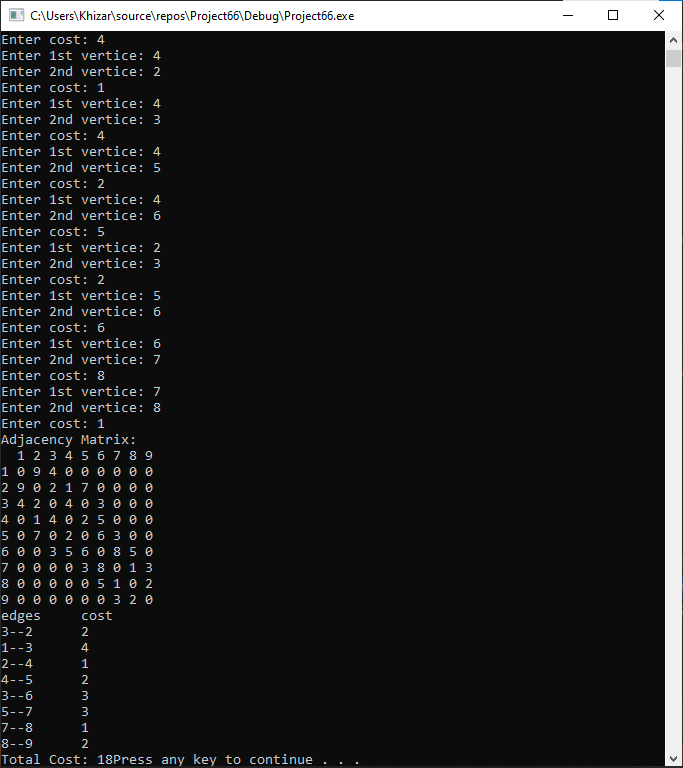 C:\Users\Khizar\source\repos\Project66\Debug\Project66.exe
Enter cost: 4
Enter 1st vertice: 4
Enter 2nd vertice: 2
Enter cost: 1
Enter 1st vertice: 4
Enter 2nd vertice: 3
Enter cost: 4
Enter 1st vertice: 4
Enter 2nd vertice: 5
Enter cost: 2
Enter 1st vertice: 4
Enter 2nd vertice: 6
Enter cost: 5
Enter 1st vertice: 2
Enter 2nd vertice: 3
Enter cost: 2
Enter 1st vertice: 5
Enter 2nd vertice: 6
Enter cost: 6
Enter 1st vertice: 6
Enter 2nd vertice: 7
Enter cost: 8
Enter 1st vertice: 7
Enter 2nd vertice: 8
Enter cost: 1
Adjacency Matrix:
  1 2 3 4 5 6 7 8 9
1 0 9 4 0 0 0 0 0 0
2 9 0 2 1 7 0 0 0 0
3 4 2 0 4 0 3 0 0 0
4 0 1 4 0 2 5 0 0 0
5 0 7 0 2 0 6 3 0 0
6 0 0 3 5 6 0 8 5 0
7 0 0 0 0 3 8 0 1 3
8 0 0 0 0 0 5 1 0 2
9 0 0 0 0 0 0 3 2 0
edges     cost
3--2      2
1--3      4
2--4      1
4--5      2
3--6      3
5--7      3
7--8      1
8--9      2
Total Cost: 18Press any key to continue . . .